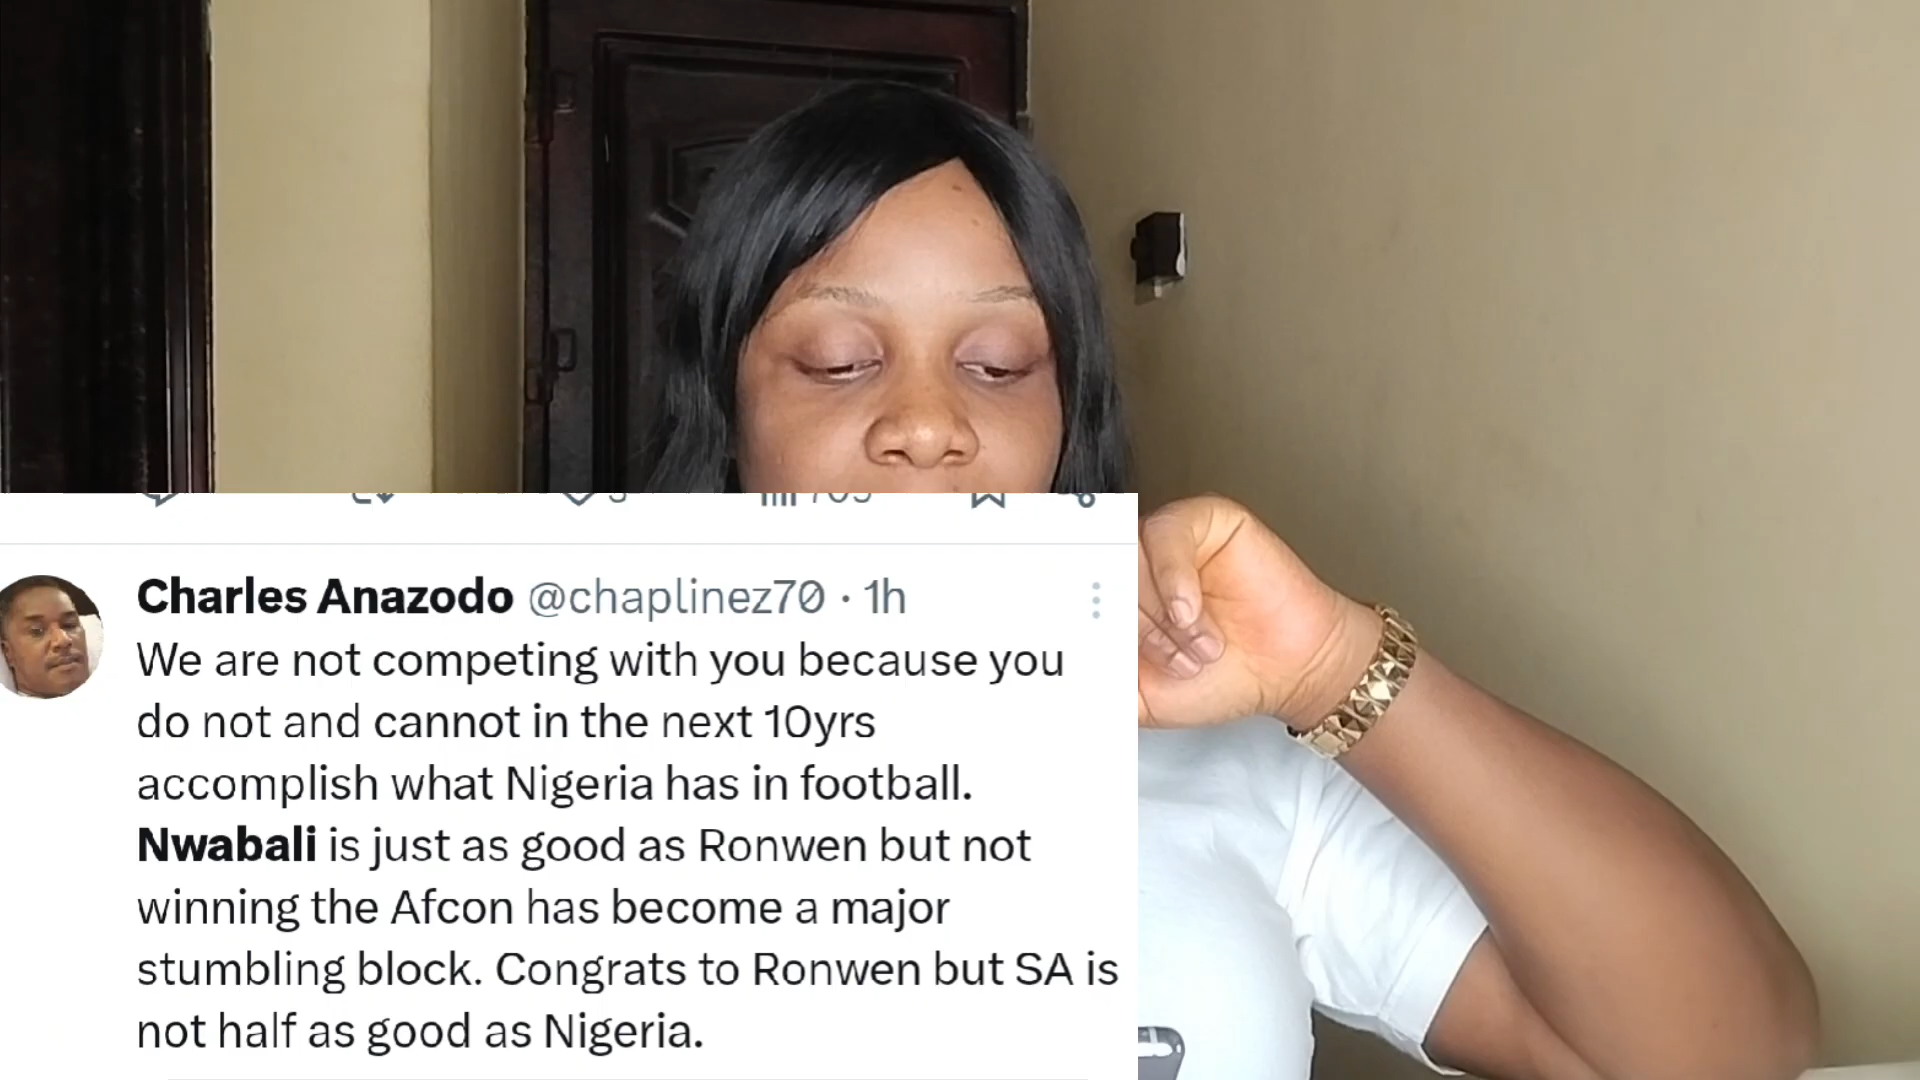 Charles Anazodo @chaplinez70 · 1h
We are not competing with you because you
do not and cannot in the next 10yrs
accomplish what Nigeria has in football.
Nwabali is just as good as Ronwen but not
winning the Afcon has become a major
stumbling block. Congrats to Ronwen but SA is
not half as good as Nigeria.